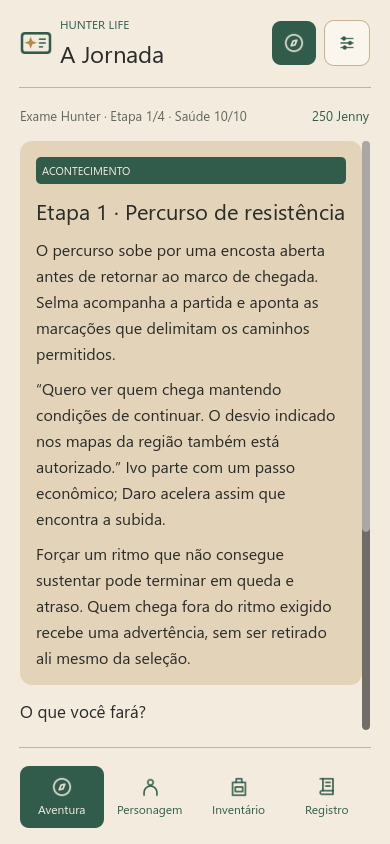 HUNTER LIFE
A Jornada
Exame Hunter · Etapa 1/4 · Saúde 10/10
250 Jenny
ACONTECIMENTO
Etapa 1 · Percurso de resistência
O percurso sobe por uma encosta aberta
antes de retornar ao marco de chegada.
Selma acompanha a partida e aponta as
marcações que delimitam os caminhos
permitidos.
“Quero ver quem chega mantendo
condições de continuar. O desvio indicado
nos mapas da região também está
autorizado.” Ivo parte com um passo
econômico; Daro acelera assim que
encontra a subida.
Forçar um ritmo que não consegue
sustentar pode terminar em queda e
atraso. Quem chega fora do ritmo exigido
recebe uma advertência, sem ser retirado
ali mesmo da seleção.
O que você fará?
Aventura
Personagem
Inventário
Registro